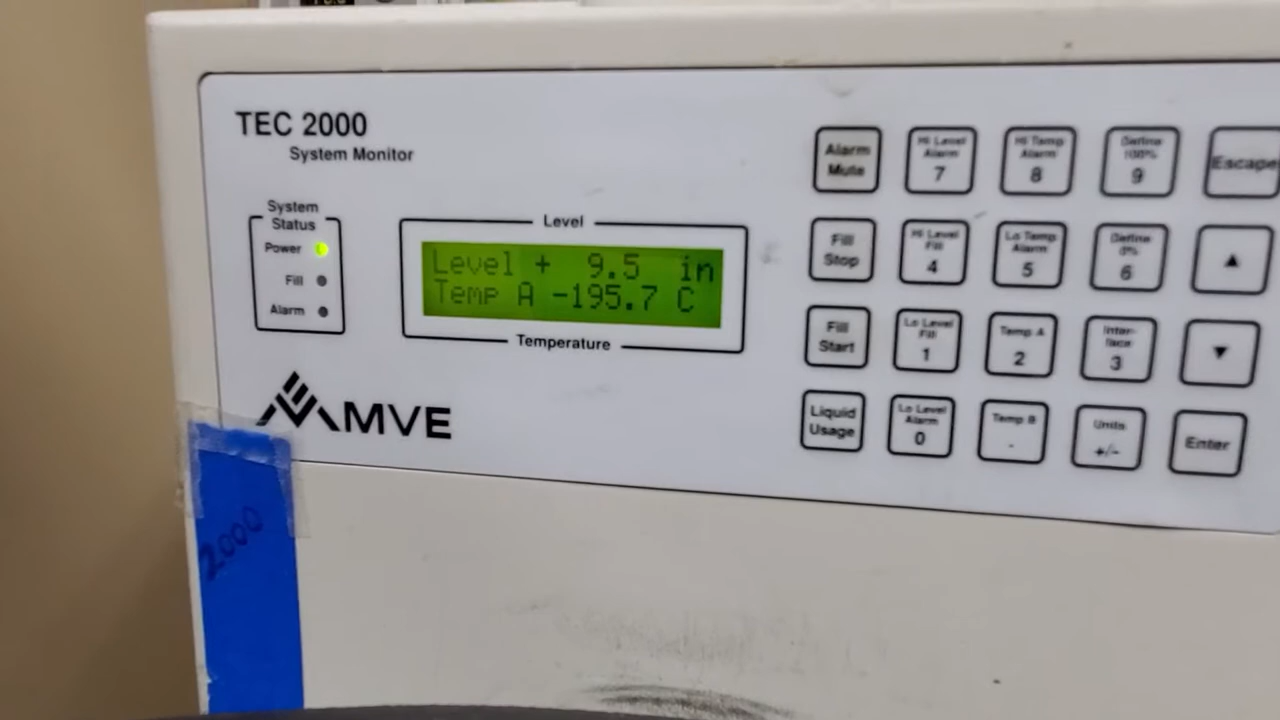 TEC 2000
System Monitor
System
Status
Power
Fill
Alarm
Level
Level + 9.5 in
Temp A -195.7 C
Temperature
MVE
Alarm
Mute
Hi Level
Alarm
7
Hi Temp
Alarm
8
Define
100%
9
Escape
Fill
Stop
Hi Level
Fill
4
Lo Temp
Alarm
5
Define
0%
6
▲
Fill
Start
Lo Level
Fill
1
Temp A
2
Inter-
face
3
▼
Liquid
Usage
Lo Level
Alarm
0
Temp B
.
Units
+/-
Enter
2000